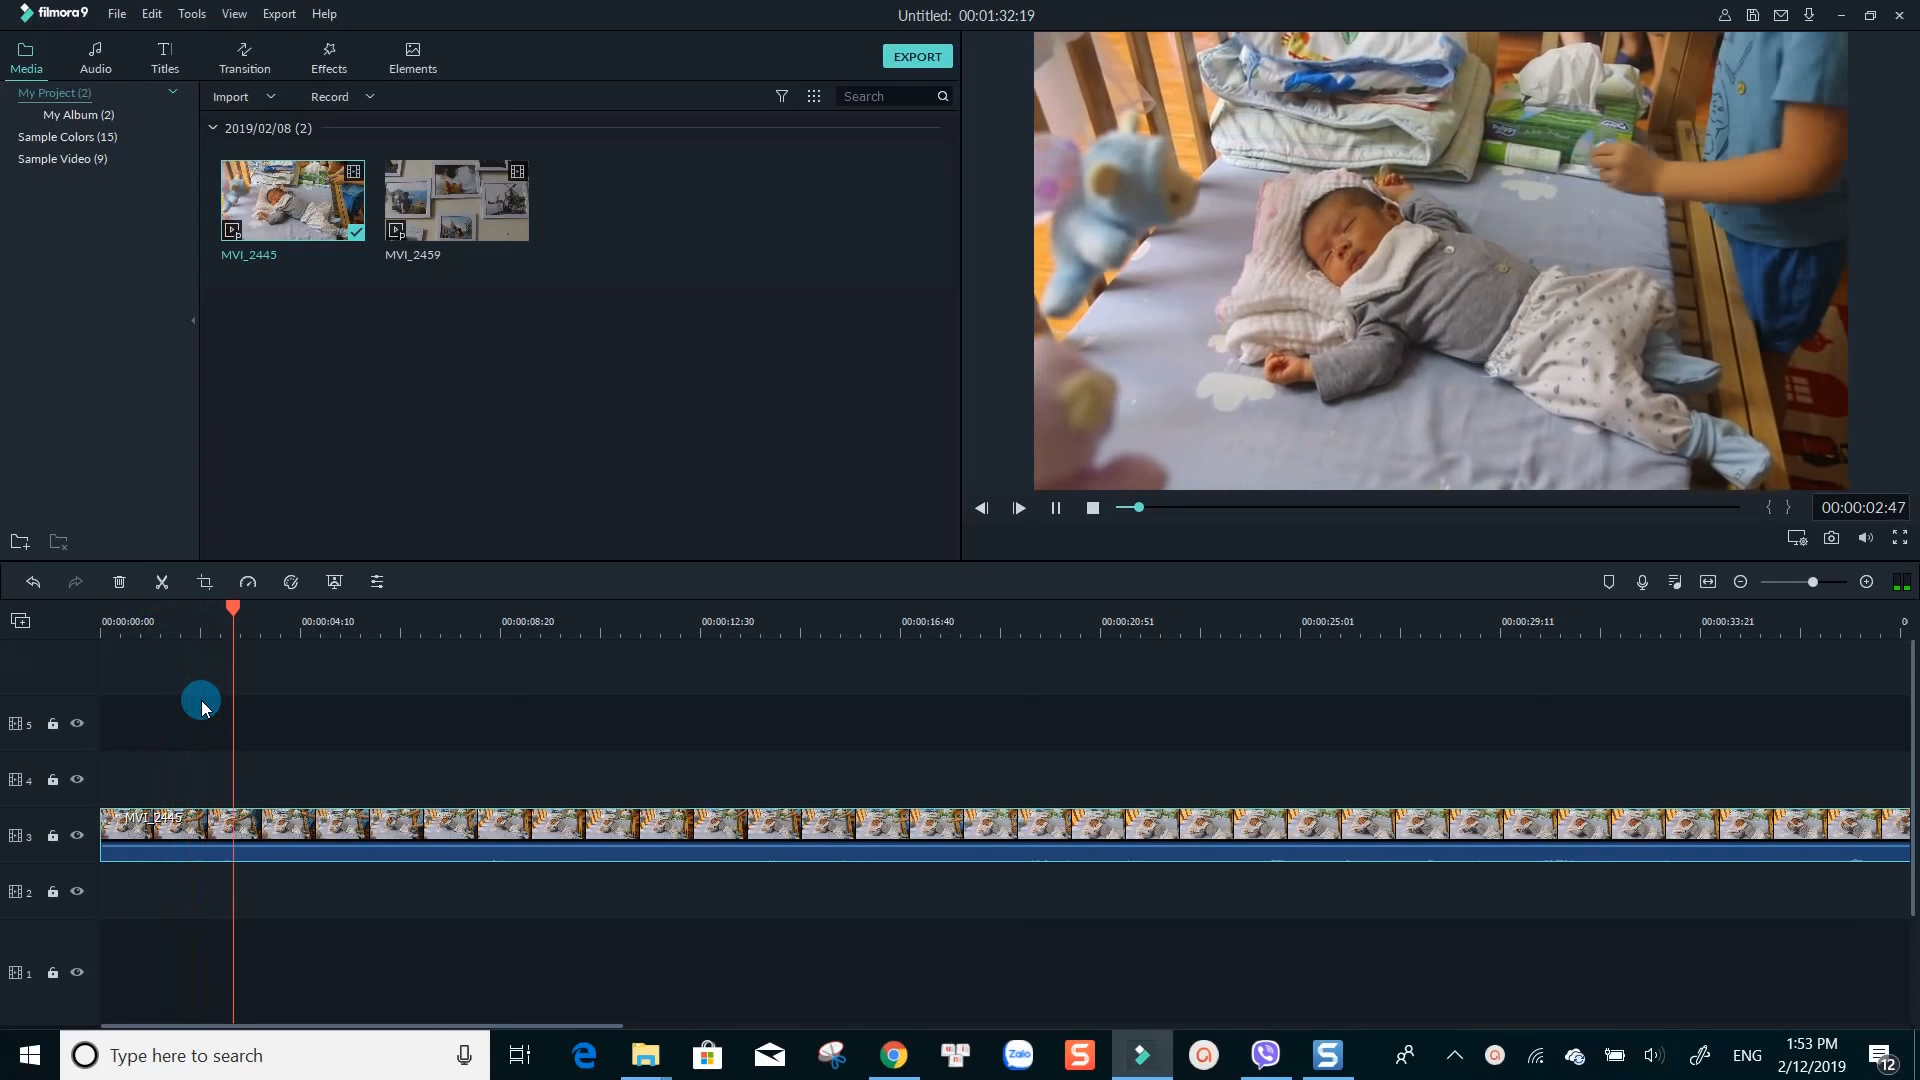 filmora9
File Edit Tools View Export Help
Untitled: 00:01:32:19
Media Audio Titles Transition Effects Elements
EXPORT
My Project (2)
My Album (2)
Sample Colors (15)
Sample Video (9)
Import Record Search
2019/02/08 (2)
MVI_2445 MVI_2459
00:00:02:47
00:00:00:00 00:00:04:10 00:00:08:20 00:00:12:30 00:00:16:40 00:00:20:51 00:00:25:01 00:00:29:11 00:00:33:21
5
4
MVI_2445
3
2
1
Type here to search
Zalo
ENG
1:53 PM
2/12/2019
12